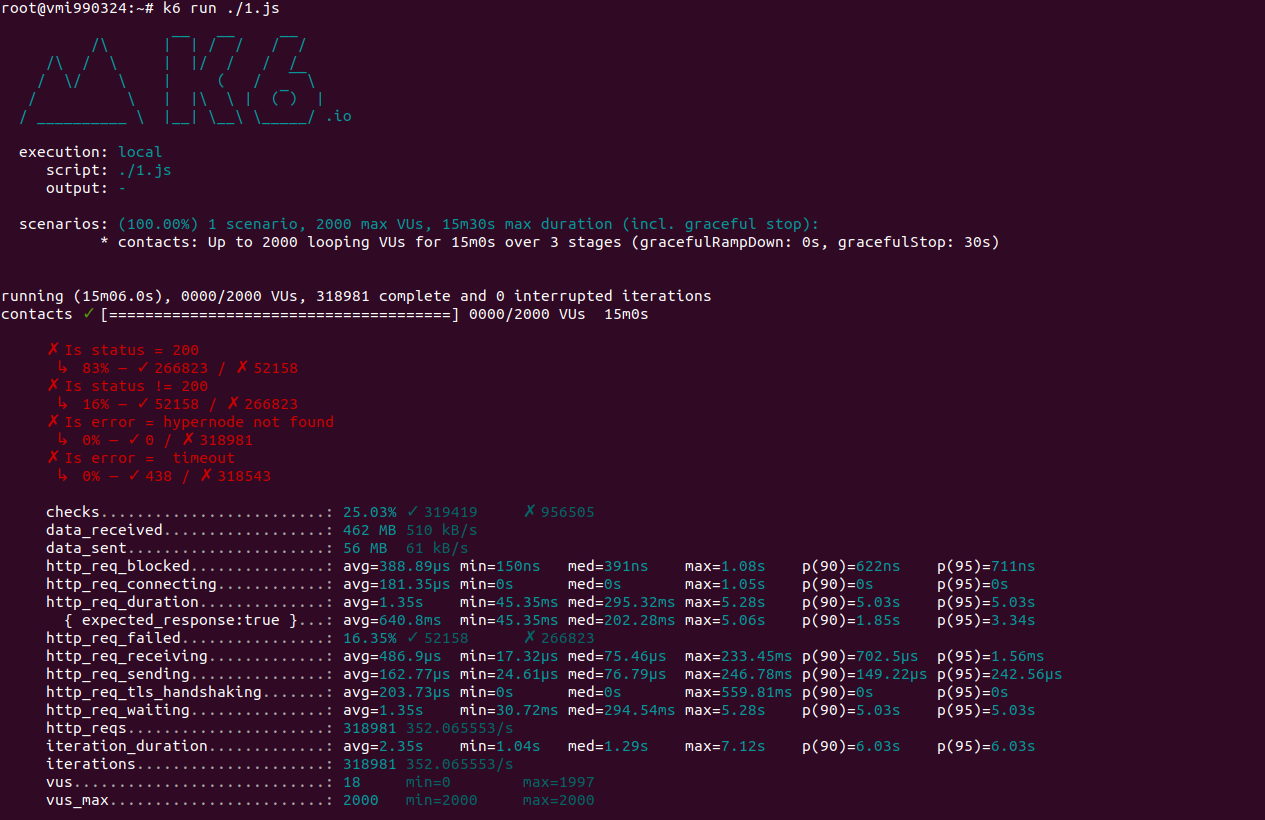 root@vmi990324:~# k6 run ./1.js
.io
execution: local
script: ./1.js
output: -
scenarios: (100.00%) 1 scenario, 2000 max VUs, 15m30s max duration (incl. graceful stop):
* contacts: Up to 2000 looping VUs for 15m0s over 3 stages (gracefulRampDown: 0s, gracefulStop: 30s)
running (15m06.0s), 0000/2000 VUs, 318981 complete and 0 interrupted iterations
contacts ✓ [======================================] 0000/2000 VUs  15m0s
✗ Is status = 200
↳  83% — ✓ 266823 / ✗ 52158
✗ Is status != 200
↳  16% — ✓ 52158 / ✗ 266823
✗ Is error = hypernode not found
↳  0% — ✓ 0 / ✗ 318981
✗ Is error =  timeout
↳  0% — ✓ 438 / ✗ 318543
checks.........................: 25.03% ✓ 319419     ✗ 956505
data_received..................: 462 MB 510 kB/s
data_sent......................: 56 MB  61 kB/s
http_req_blocked...............: avg=388.89µs min=150ns   med=391ns    max=1.08s    p(90)=622ns    p(95)=711ns
http_req_connecting............: avg=181.35µs min=0s      med=0s       max=1.05s    p(90)=0s       p(95)=0s
http_req_duration..............: avg=1.35s    min=45.35ms med=295.32ms max=5.28s    p(90)=5.03s    p(95)=5.03s
{ expected_response:true }...: avg=640.8ms  min=45.35ms med=202.28ms max=5.06s    p(90)=1.85s    p(95)=3.34s
http_req_failed................: 16.35% ✓ 52158      ✗ 266823
http_req_receiving.............: avg=486.9µs  min=17.32µs med=75.46µs  max=233.45ms p(90)=702.5µs  p(95)=1.56ms
http_req_sending...............: avg=162.77µs min=24.61µs med=76.79µs  max=246.78ms p(90)=149.22µs p(95)=242.56µs
http_req_tls_handshaking.......: avg=203.73µs min=0s      med=0s       max=559.81ms p(90)=0s       p(95)=0s
http_req_waiting...............: avg=1.35s    min=30.72ms med=294.54ms max=5.28s    p(90)=5.03s    p(95)=5.03s
http_reqs......................: 318981 352.065553/s
iteration_duration.............: avg=2.35s    min=1.04s   med=1.29s    max=7.12s    p(90)=6.03s    p(95)=6.03s
iterations.....................: 318981 352.065553/s
vus............................: 18     min=0        max=1997
vus_max........................: 2000   min=2000     max=2000